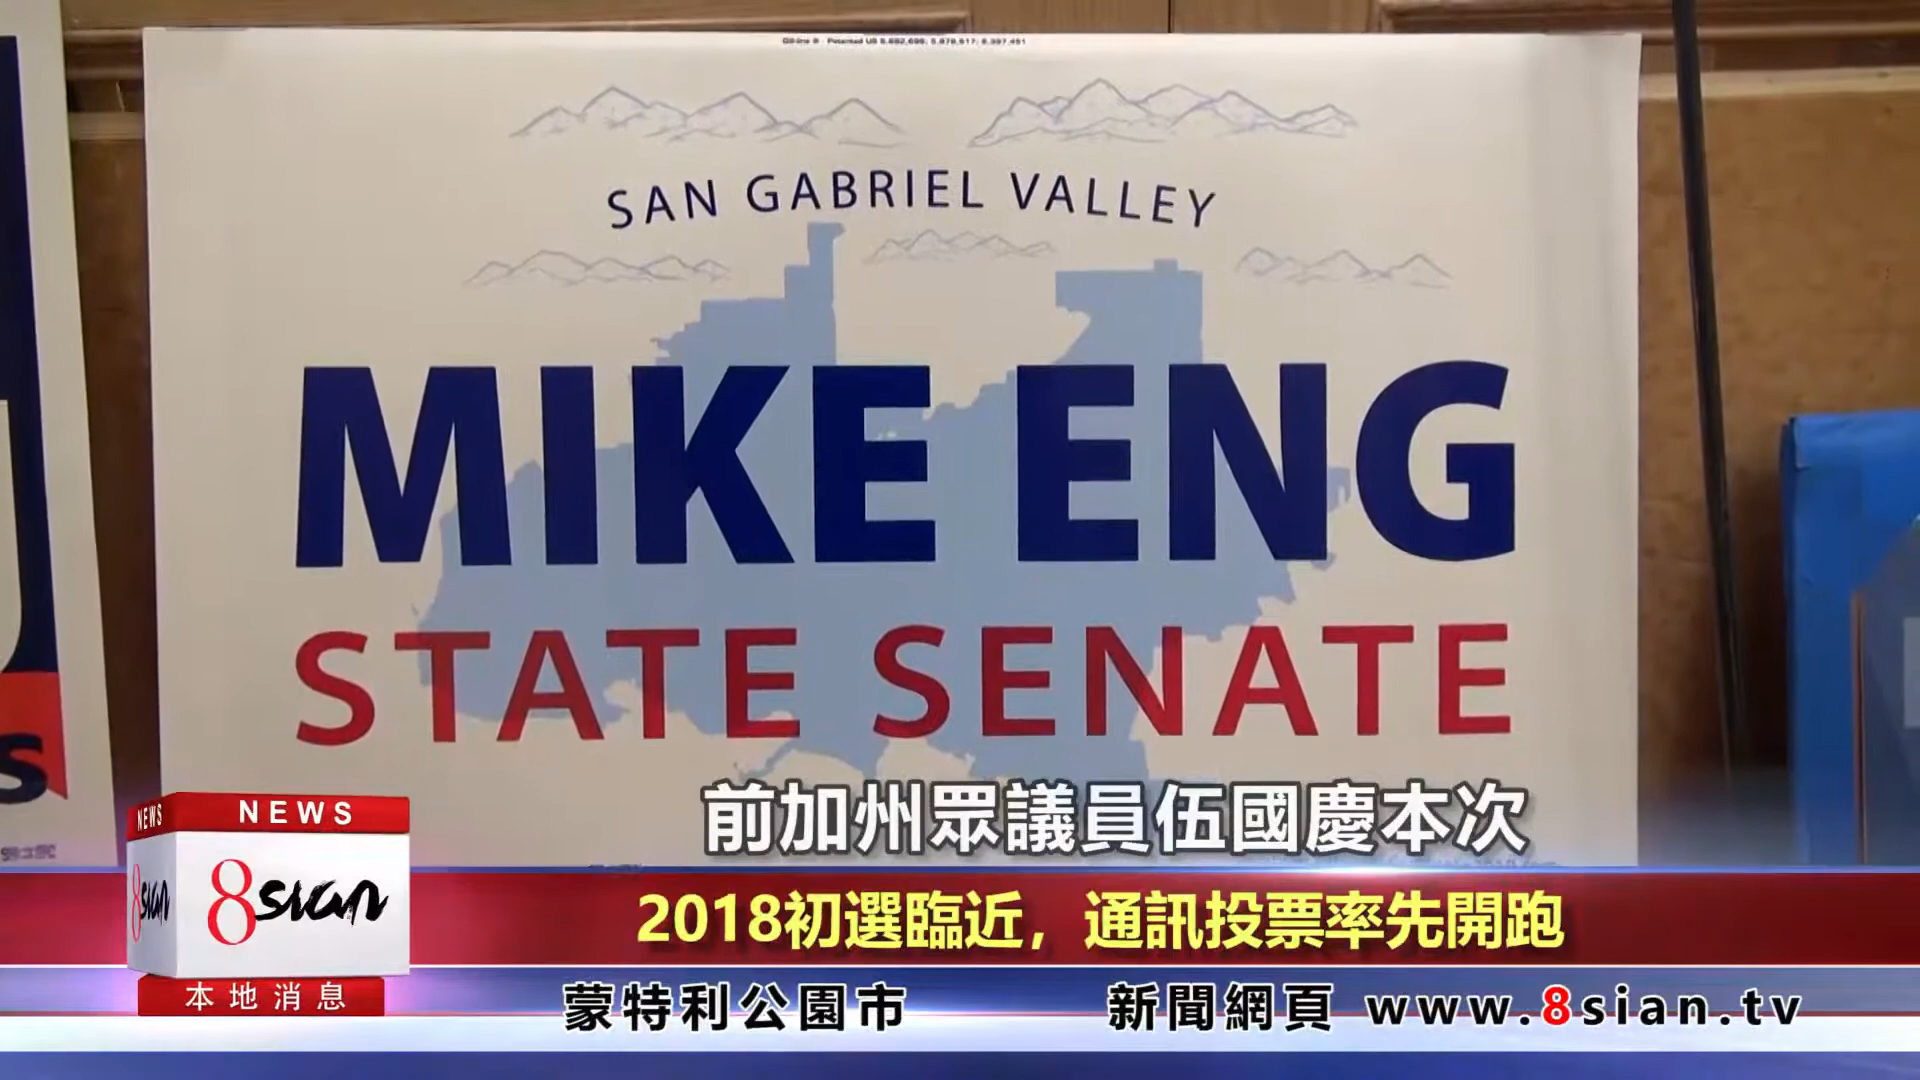 SAN GABRIEL VALLEY
MIKE ENG
STATE SENATE
前加州眾議員伍國慶本次
NEWS
NEWS
8sian
8sian
2018初選臨近，通訊投票率先開跑
本地消息
蒙特利公園市
新聞網頁 www.8sian.tv
s